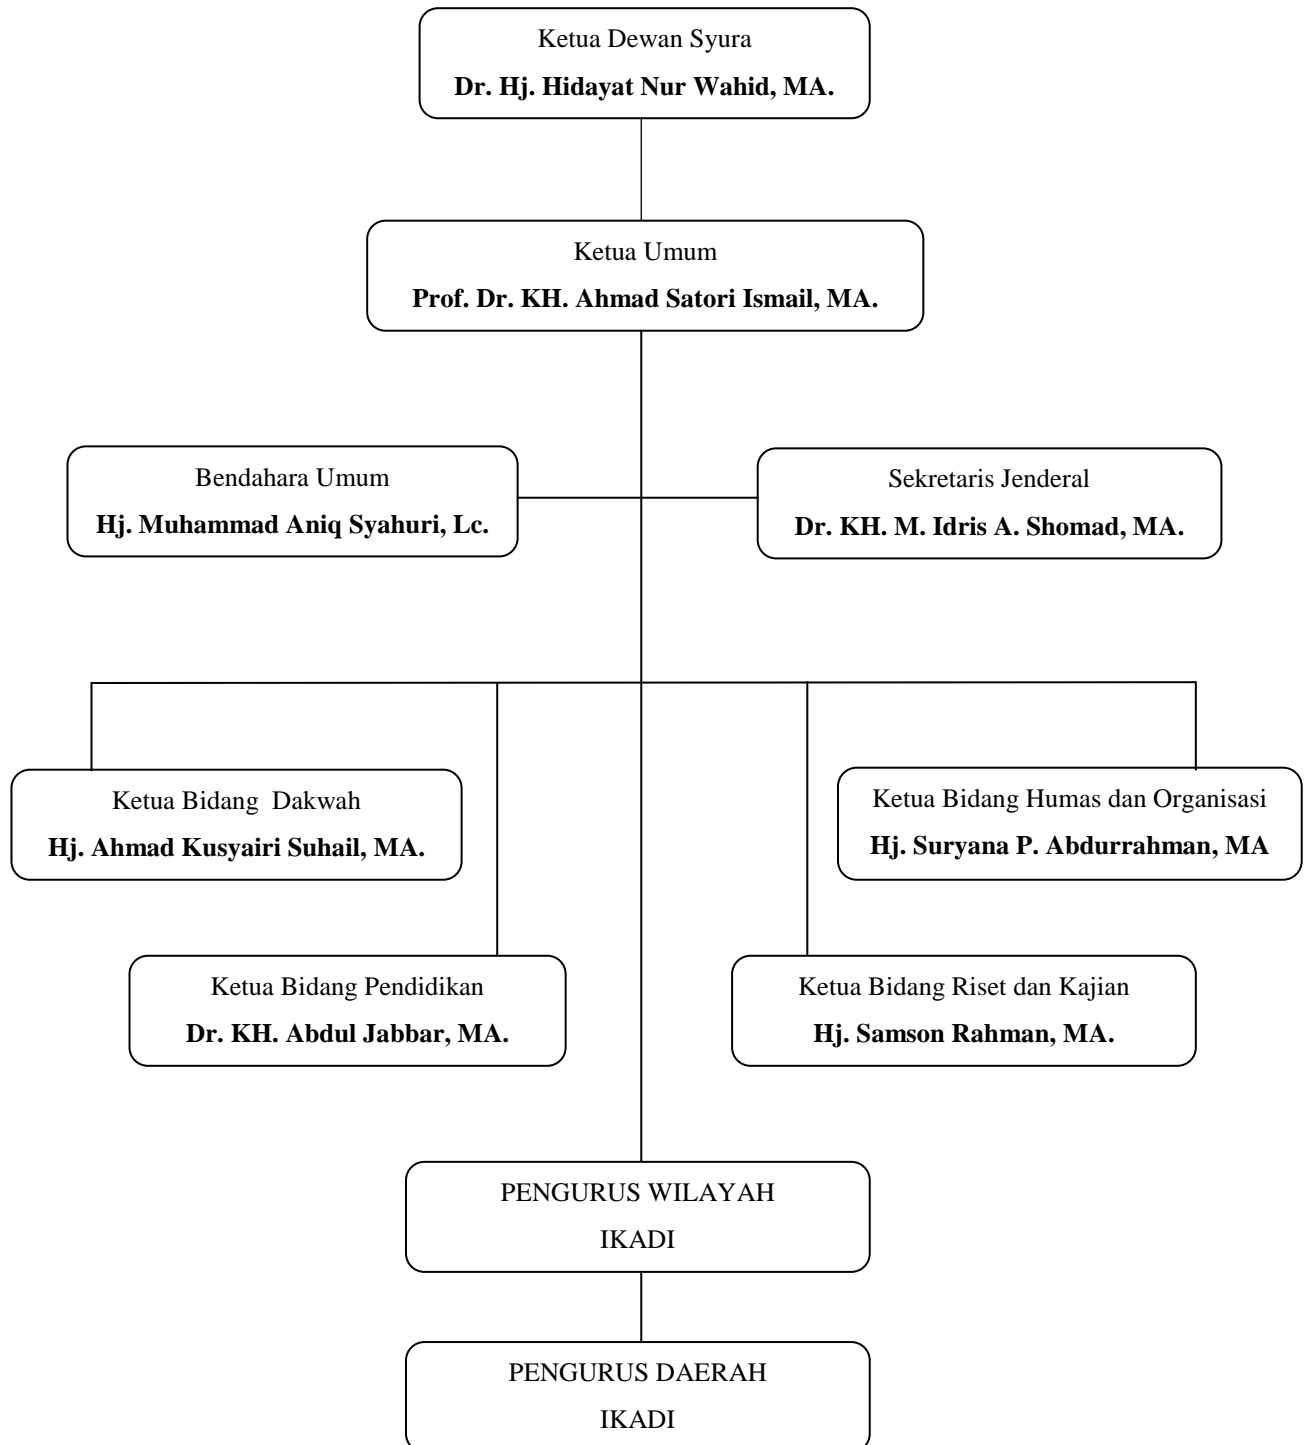 Ketua Dewan Syura
Dr. Hj. Hidayat Nur Wahid, MA.
Ketua Umum
Prof. Dr. KH. Ahmad Satori Ismail, MA.
Bendahara Umum
Hj. Muhammad Aniq Syahuri, Lc.
Sekretaris Jenderal
Dr. KH. M. Idris A. Shomad, MA.
Ketua Bidang  Dakwah
Hj. Ahmad Kusyairi Suhail, MA.
Ketua Bidang Humas dan Organisasi
Hj. Suryana P. Abdurrahman, MA
Ketua Bidang Pendidikan
Dr. KH. Abdul Jabbar, MA.
Ketua Bidang Riset dan Kajian
Hj. Samson Rahman, MA.
PENGURUS WILAYAH
IKADI
PENGURUS DAERAH
IKADI